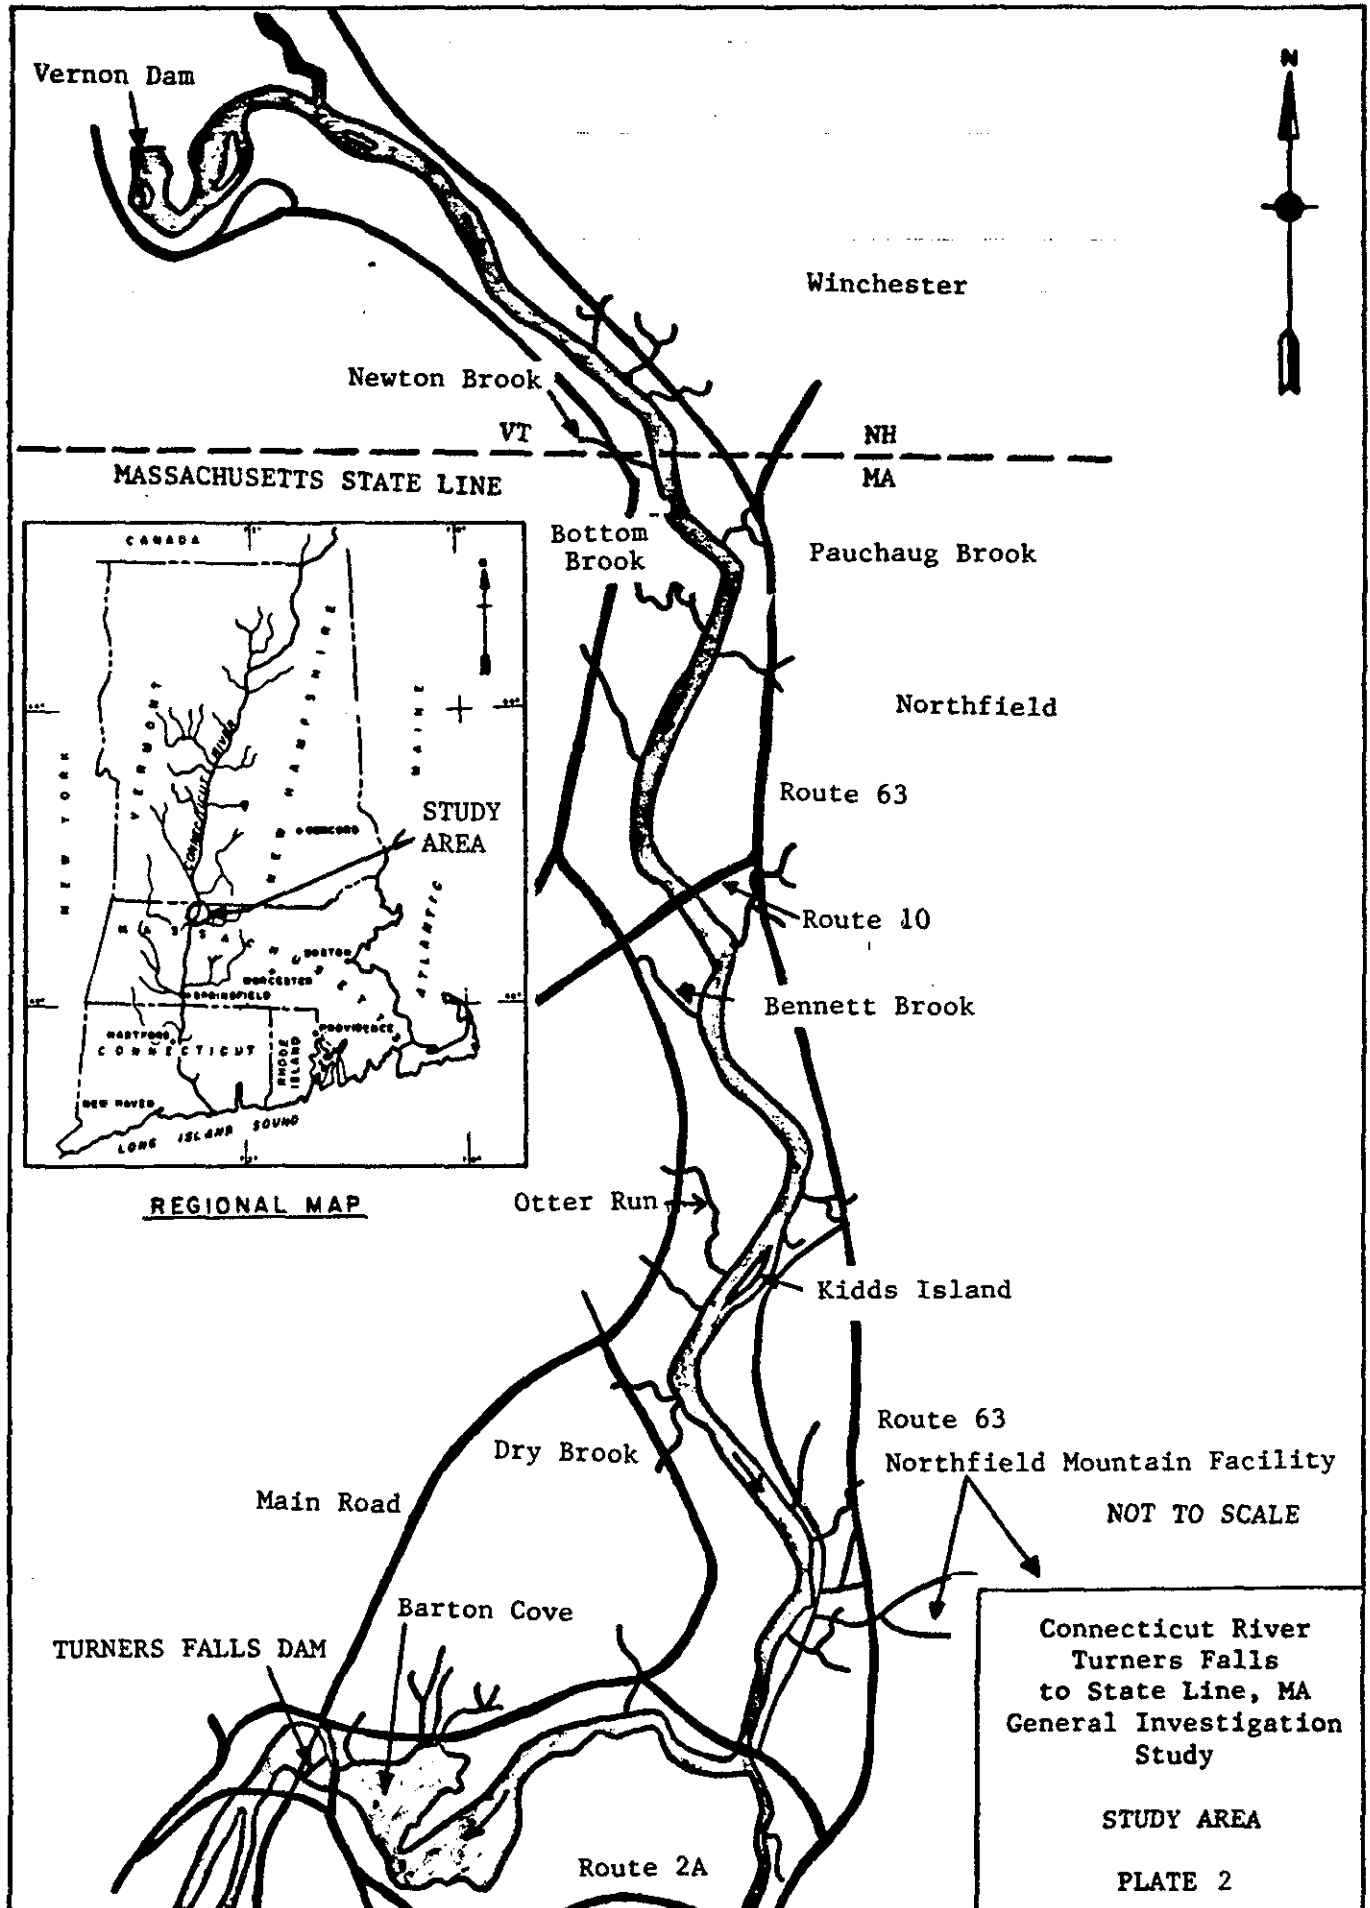 N
Vernon Dam
Winchester
Newton Brook
VT
NH
MASSACHUSETTS STATE LINE
MA
Bottom
Brook
Pauchaug Brook
CANADA
NEW HAMPSHIRE
VERMONT
MAINE
Northfield
CONNECTICUT RIVER
NEW YORK
Route 63
STUDY
AREA
CONCORD
ATLANTIC
Route 10
MASSACHUSETTS
BOSTON
WORCESTER
SPRINGFIELD
Bennett Brook
HARTFORD
PROVIDENCE
CONNECTICUT
RHODE
ISLAND
NEW HAVEN
LONG ISLAND SOUND
REGIONAL MAP
Otter Run
Kidds Island
Route 63
Dry Brook
Northfield Mountain Facility
Main Road
NOT TO SCALE
Barton Cove
TURNERS FALLS DAM
Connecticut River
Turners Falls
to State Line, MA
General Investigation
Study
STUDY AREA
PLATE 2
Route 2A